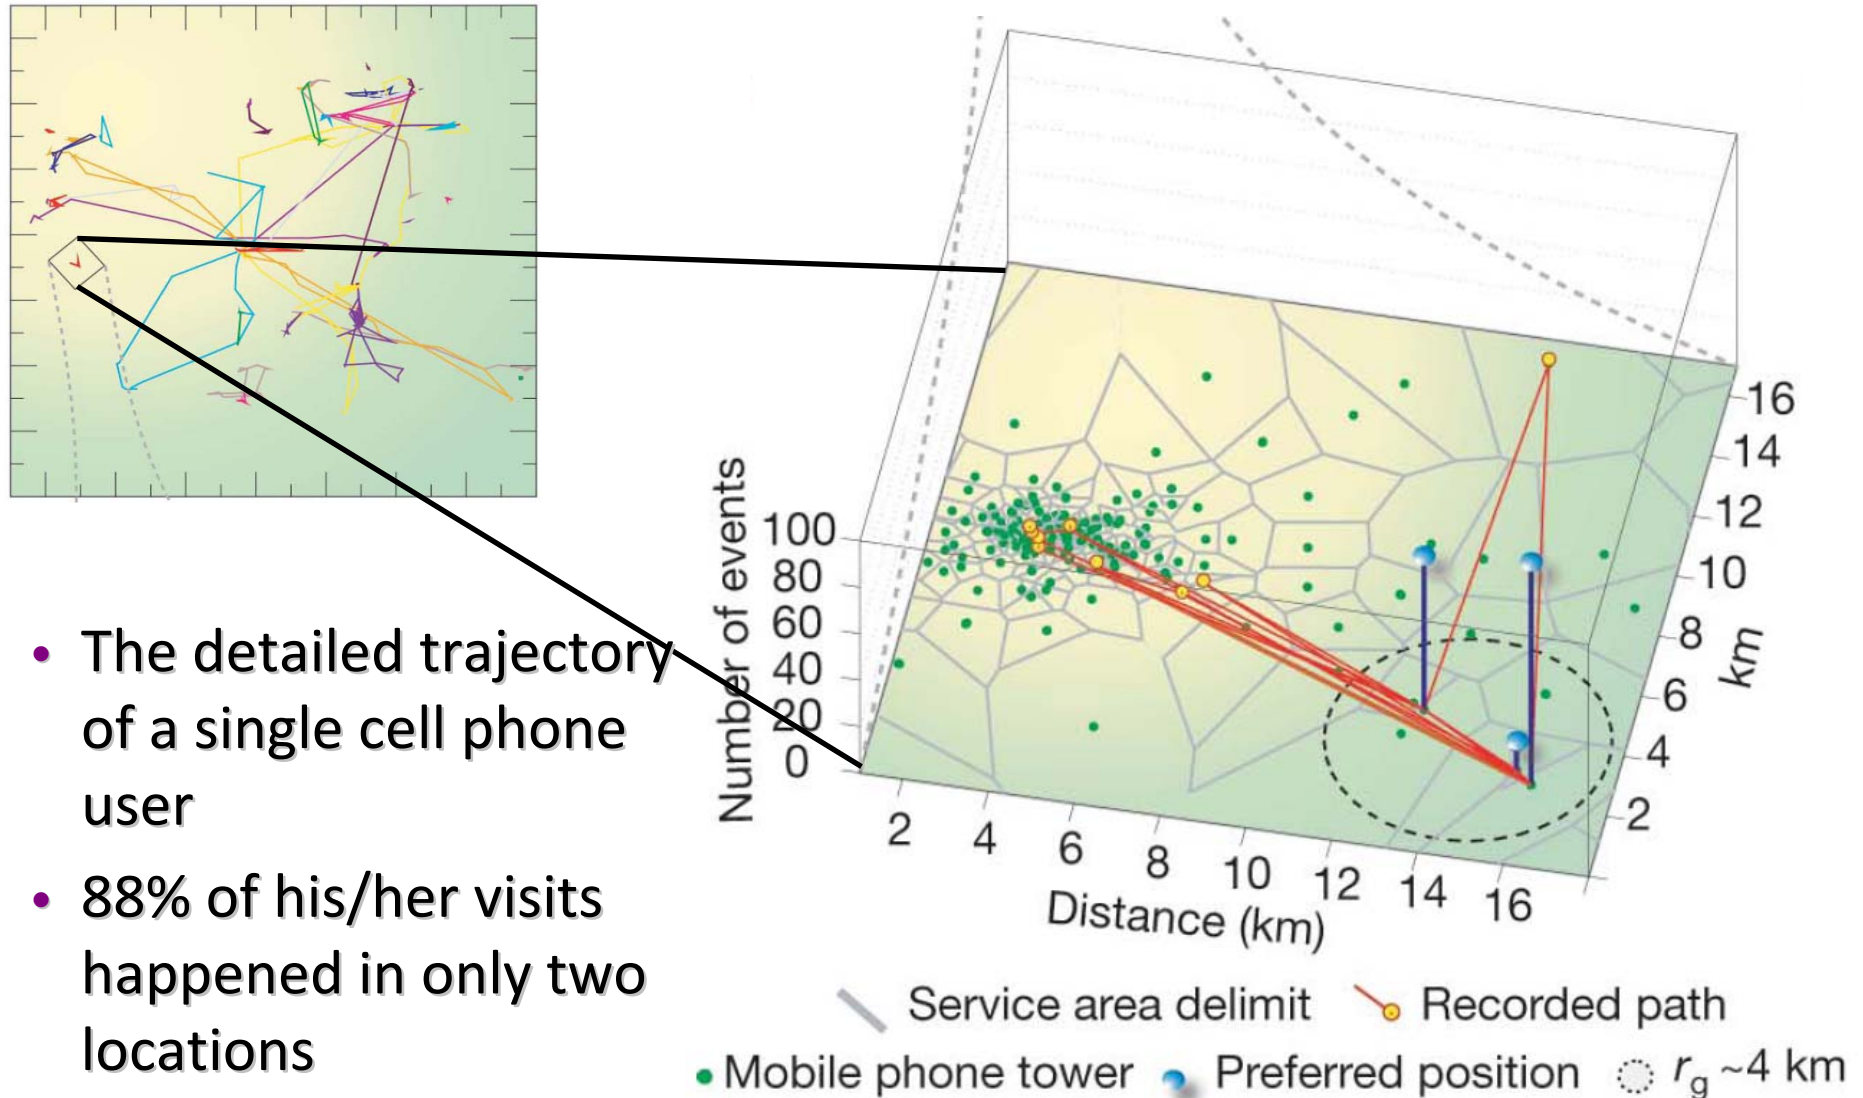 16
14
12
10
8
6
4
2
km
Number of events
100
80
60
40
20
0
2
4
6
8
10
12
14
16
Distance (km)
• The detailed trajectory
of a single cell phone
user
• 88% of his/her visits
happened in only two
locations
Service area delimit Recorded path
Mobile phone tower Preferred position rg ~4 km